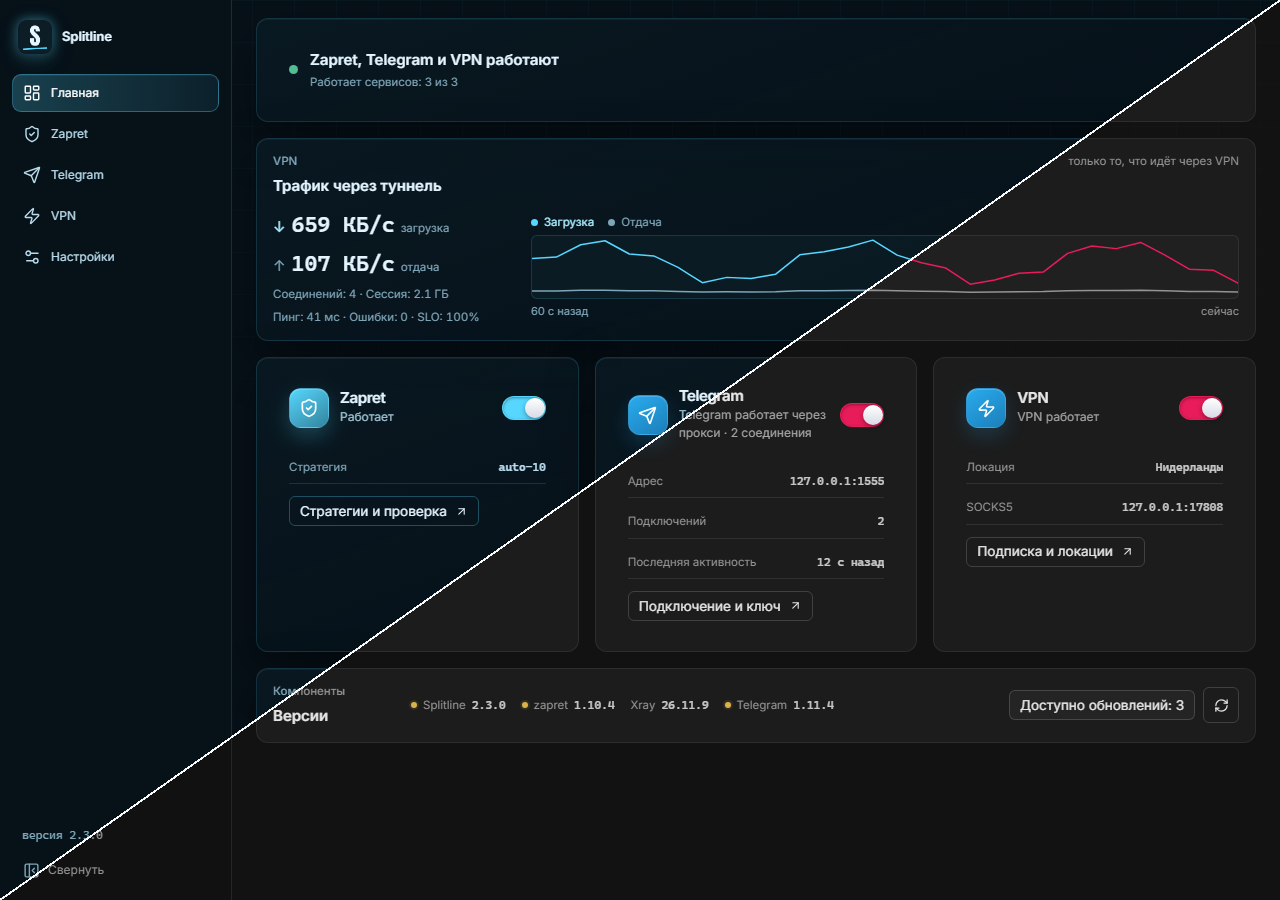 Splitline
Главная
Zapret
Telegram
VPN
Настройки
версия 2.3.0
Свернуть
Zapret, Telegram и VPN работают
Работает сервисов: 3 из 3
VPN
только то, что идёт через VPN
Трафик через туннель
659 КБ/с загрузка
107 КБ/с отдача
Соединений: 4 · Сессия: 2.1 ГБ
Пинг: 41 мс · Ошибки: 0 · SLO: 100%
Загрузка Отдача
60 с назад сейчас
Zapret
Работает
Стратегия auto-10
Стратегии и проверка
Telegram
Telegram работает через
прокси · 2 соединения
Адрес 127.0.0.1:1555
Подключений 2
Последняя активность 12 с назад
Подключение и ключ
VPN
VPN работает
Локация Нидерланды
SOCKS5 127.0.0.1:17808
Подписка и локации
Компоненты
Версии
Splitline 2.3.0 zapret 1.10.4 Xray 26.11.9 Telegram 1.11.4
Доступно обновлений: 3